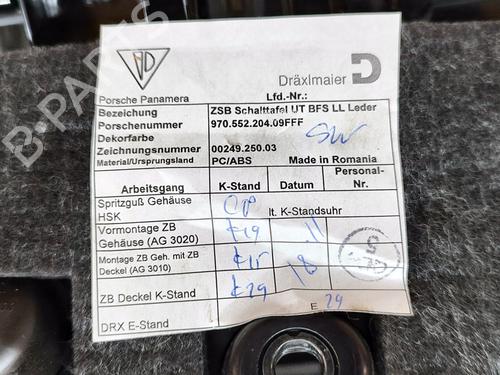 PD
Dräxlmaier D
Porsche Panamera Lfd.-Nr.:
Bezeichnung ZSB Schalttafel UT BFS LL Leder
Porschenummer 970.552.204.09FFF
Dekorfarbe SW
Zeichnungsnummer 00249.250.03
Material/Ursprungsland PC/ABS Made in Romania
Arbeitsgang K-Stand Datum Personal-
Nr.
Spritzguß Gehäuse
HSK lt. K-Standsuhr
Vormontage ZB
Gehäuse (AG 3020)
Montage ZB Geh. mit ZB
Deckel (AG 3010)
18
ZB Deckel K-Stand
DRX E-Stand E 29
B-PARTS